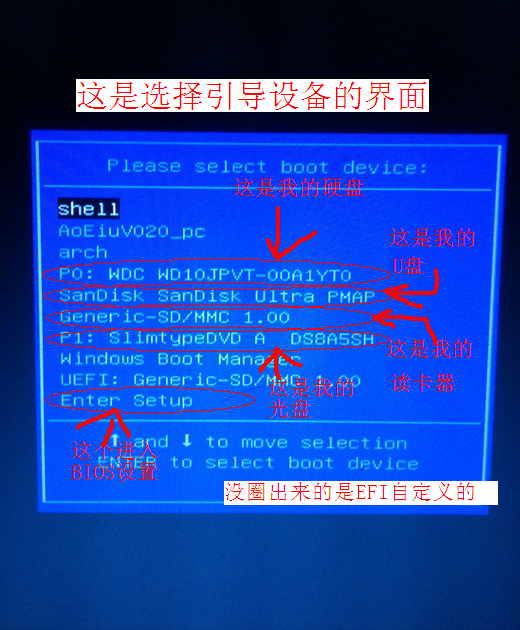 这是选择引导设备的界面
Please select boot device:
这是我的硬盘
shell
AoEiuV020_pc
arch
这是我的
U盘
P0: WDC WD10JPVT-00A1YT0
SanDisk SanDisk Ultra PMAP
Generic-SD/MMC 1.00
P1: SlimtypeDVD A  DS8A5SH
这是我的
读卡器
Windows Boot Manager
UEFI: Generic-SD/MMC 1.00
这是我的
光盘
Enter Setup
↑ and ↓ to move selection
ENTER to select boot device
这个进入
BIOS设置
没圈出来的是EFI自定义的